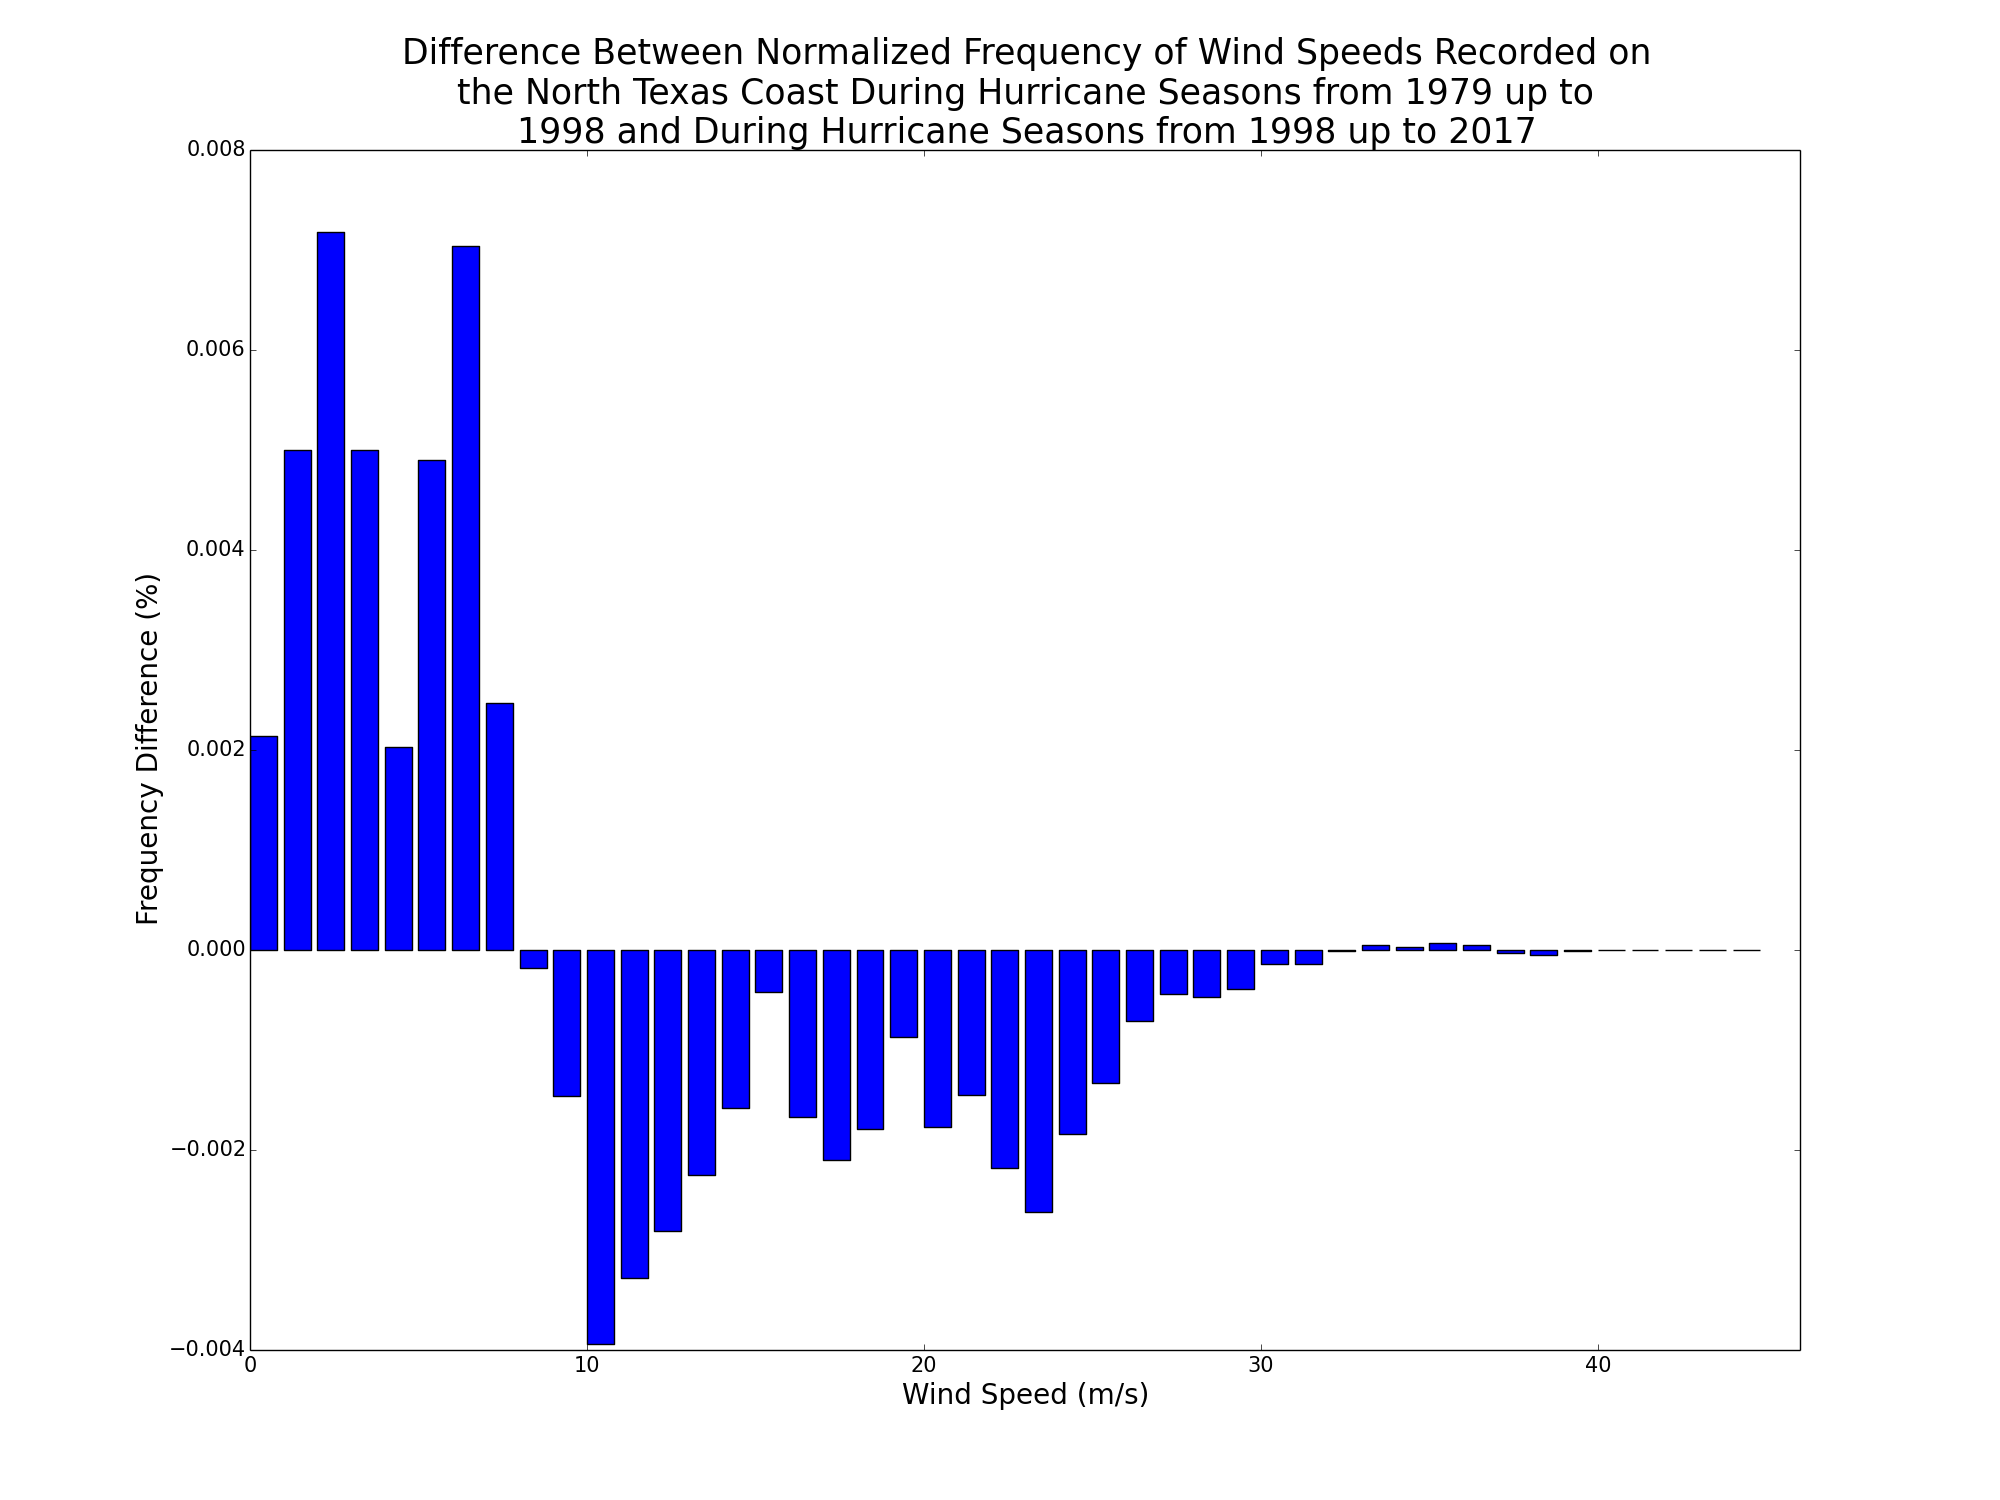 Difference Between Normalized Frequency of Wind Speeds Recorded on
the North Texas Coast During Hurricane Seasons from 1979 up to
1998 and During Hurricane Seasons from 1998 up to 2017
0.008
0.006
0.004
0.002
0.000
−0.002
−0.004
Frequency Difference (%)
0 10 20 30 40
Wind Speed (m/s)